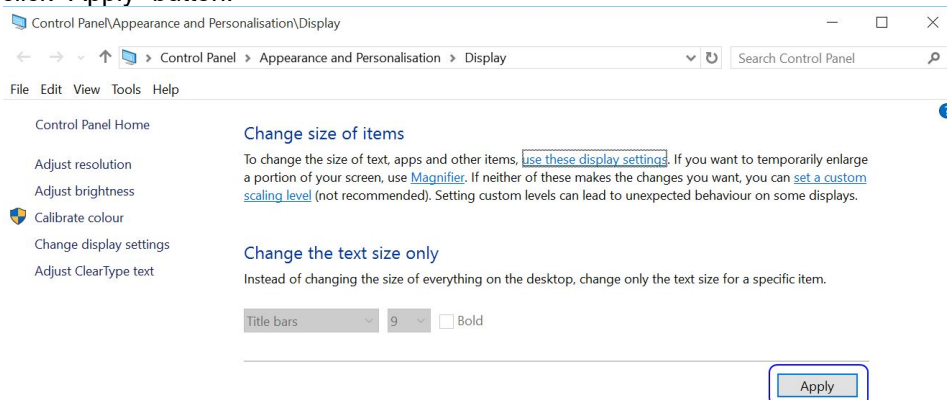 click "Apply" button.
Control Panel\Appearance and Personalisation\Display
Control Panel > Appearance and Personalisation > Display
Search Control Panel
File Edit View Tools Help
Control Panel Home
Adjust resolution
Adjust brightness
Calibrate colour
Change display settings
Adjust ClearType text
Change size of items
To change the size of text, apps and other items, use these display settings. If you want to temporarily enlarge
a portion of your screen, use Magnifier. If neither of these makes the changes you want, you can set a custom
scaling level (not recommended). Setting custom levels can lead to unexpected behaviour on some displays.
Change the text size only
Instead of changing the size of everything on the desktop, change only the text size for a specific item.
Title bars 9 Bold
Apply